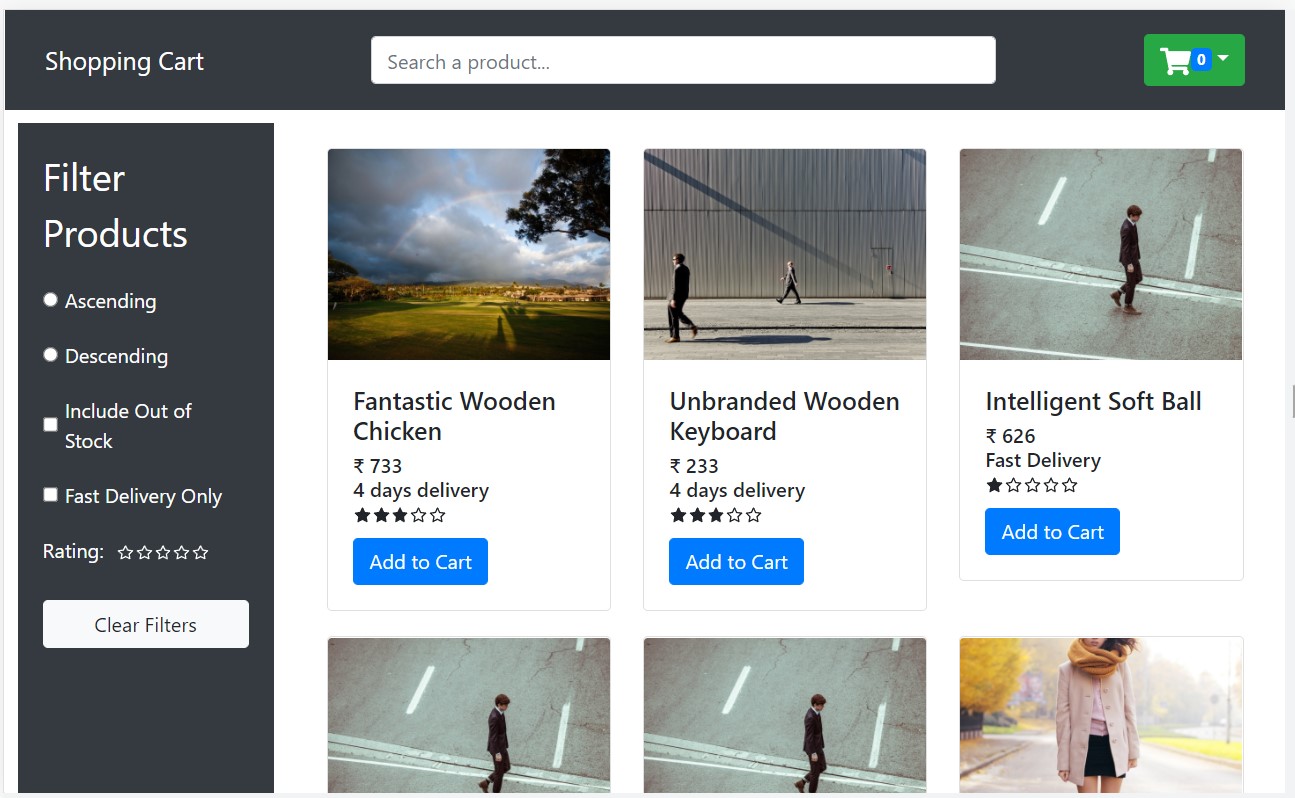 Shopping Cart
Search a product...
0
Filter
Products
Ascending
Descending
Include Out of
Stock
Fast Delivery Only
Rating:
Clear Filters
Fantastic Wooden
Chicken
₹ 733
4 days delivery
Add to Cart
Unbranded Wooden
Keyboard
₹ 233
4 days delivery
Add to Cart
Intelligent Soft Ball
₹ 626
Fast Delivery
Add to Cart